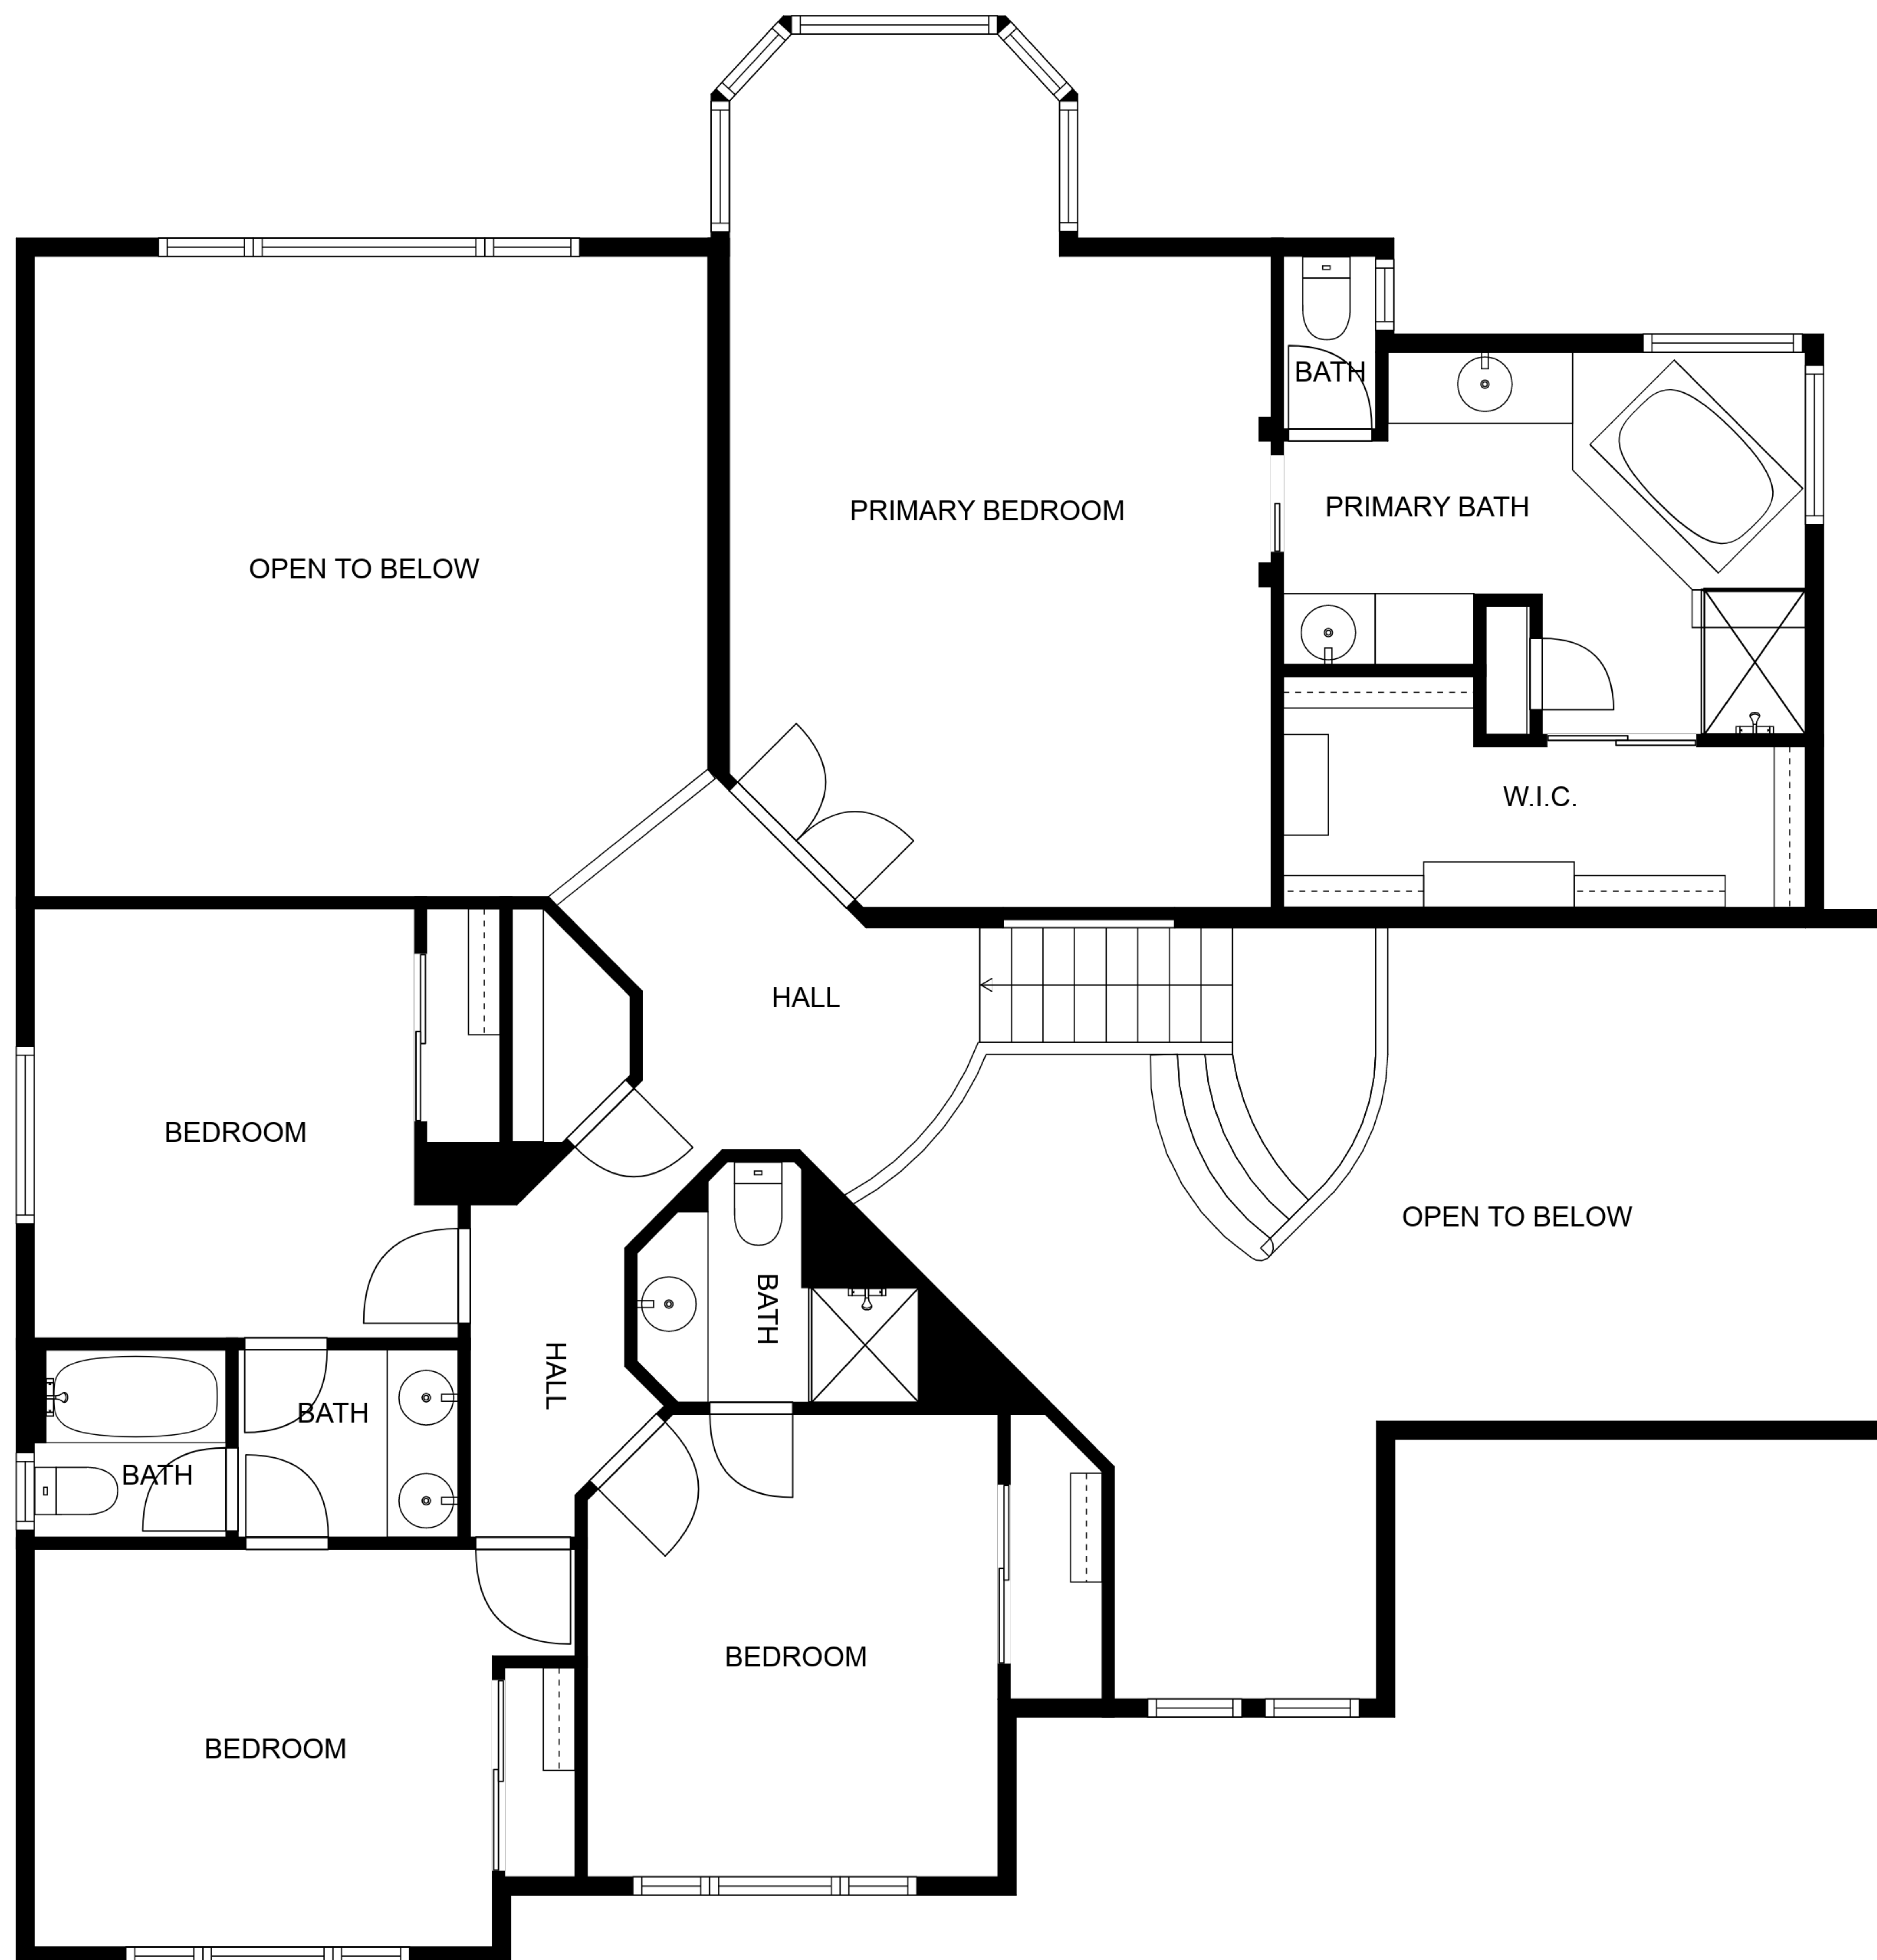 BATH
PRIMARY BEDROOM
PRIMARY BATH
OPEN TO BELOW
W.I.C.
HALL
BEDROOM
OPEN TO BELOW
BATH
HALL
BATH
BATH
BEDROOM
BEDROOM